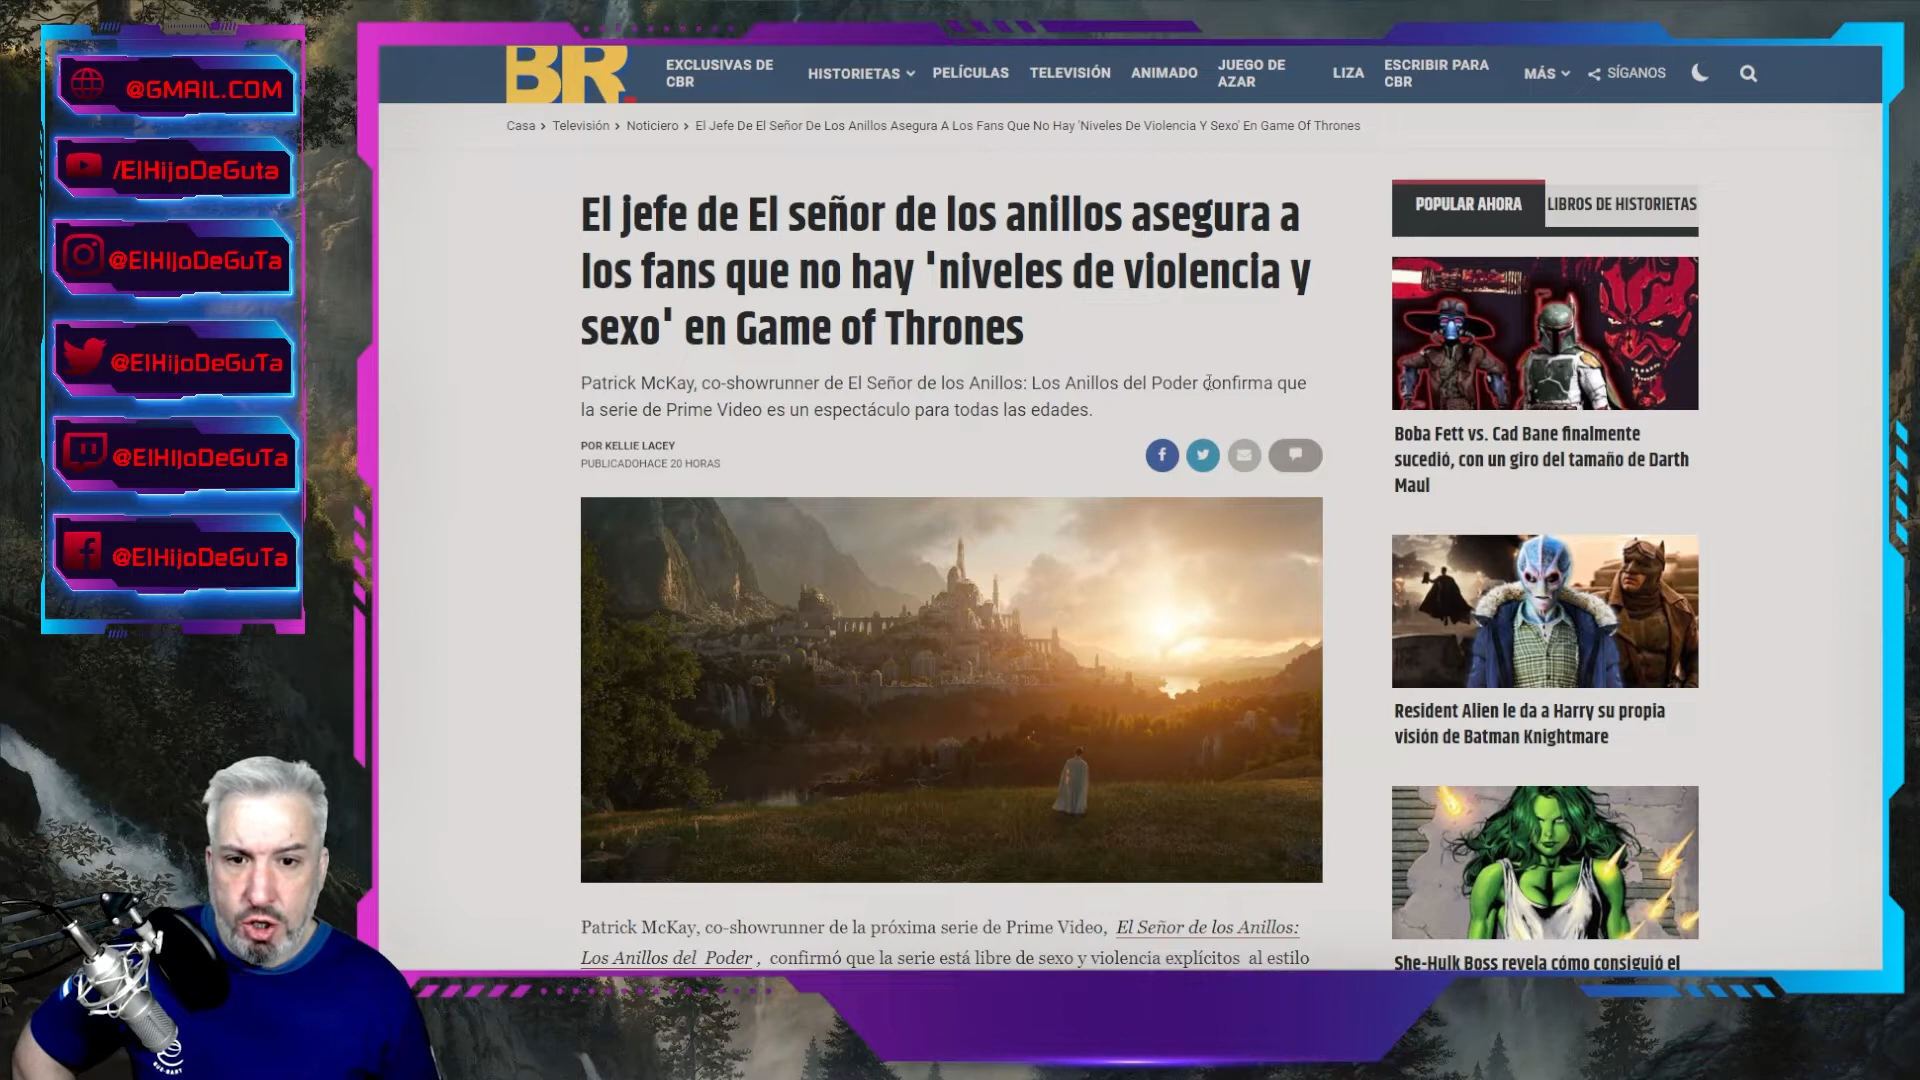 @GMAIL.COM
/ElHijoDeGuta
@ElHIjoDeGuTa
@ElHIjoDeGuTa
@ElHIjoDeGuTa
@ElHijoDeGuTa
BR.
EXCLUSIVAS DE
CBR
HISTORIETAS
PELÍCULAS
TELEVISIÓN
ANIMADO
JUEGO DE
AZAR
LIZA
ESCRIBIR PARA
CBR
MÁS
SÍGANOS
Casa > Televisión > Noticiero > El Jefe De El Señor De Los Anillos Asegura A Los Fans Que No Hay 'Niveles De Violencia Y Sexo' En Game Of Thrones
El jefe de El señor de los anillos asegura a
los fans que no hay 'niveles de violencia y
sexo' en Game of Thrones
Patrick McKay, co-showrunner de El Señor de los Anillos: Los Anillos del Poder confirma que
la serie de Prime Video es un espectáculo para todas las edades.
POR KELLIE LACEY
PUBLICADOHACE 20 HORAS
Patrick McKay, co-showrunner de la próxima serie de Prime Video, El Señor de los Anillos:
Los Anillos del Poder , confirmó que la serie está libre de sexo y violencia explícitos al estilo
POPULAR AHORA
LIBROS DE HISTORIETAS
Boba Fett vs. Cad Bane finalmente
sucedió, con un giro del tamaño de Darth
Maul
Resident Alien le da a Harry su propia
visión de Batman Knightmare
She-Hulk Boss revela cómo consiguió el